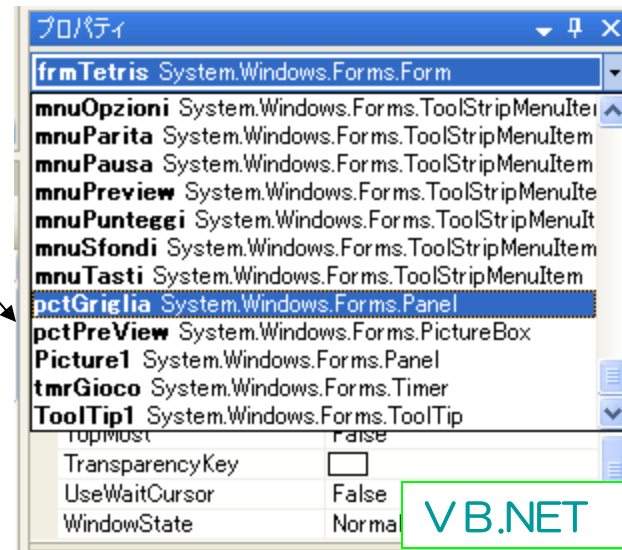 プロパティ
frmTetris System.Windows.Forms.Form
mnuOpzioni System.Windows.Forms.ToolStripMenuIte
mnuParita System.Windows.Forms.ToolStripMenuItem
mnuPausa System.Windows.Forms.ToolStripMenuItem
mnuPreview System.Windows.Forms.ToolStripMenuIte
mnuPunteggi System.Windows.Forms.ToolStripMenuIt
mnuSfondi System.Windows.Forms.ToolStripMenuItem
mnuTasti System.Windows.Forms.ToolStripMenuItem
pctGriglia System.Windows.Forms.Panel
pctPreView System.Windows.Forms.PictureBox
Picture1 System.Windows.Forms.Panel
tmrGioco System.Windows.Forms.Timer
ToolTip1 System.Windows.Forms.ToolTip
TopMost False
TransparencyKey
UseWaitCursor False
WindowState Normal
VB.NET